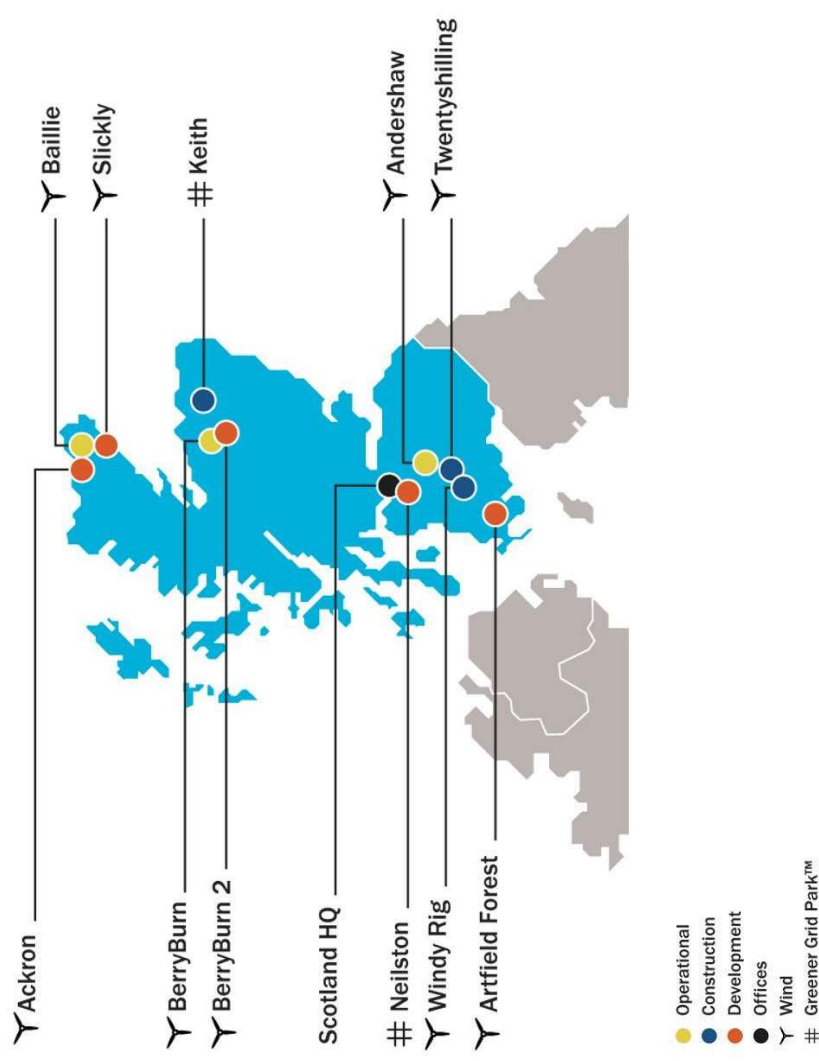 Ackron
BerryBurn
BerryBurn 2
Scotland HQ
Neilston
Windy Rig
Artfield Forest
Baillie
Slickly
Keith
Andershaw
Twentyshilling
Operational
Construction
Development
Offices
Wind
Greener Grid Park™